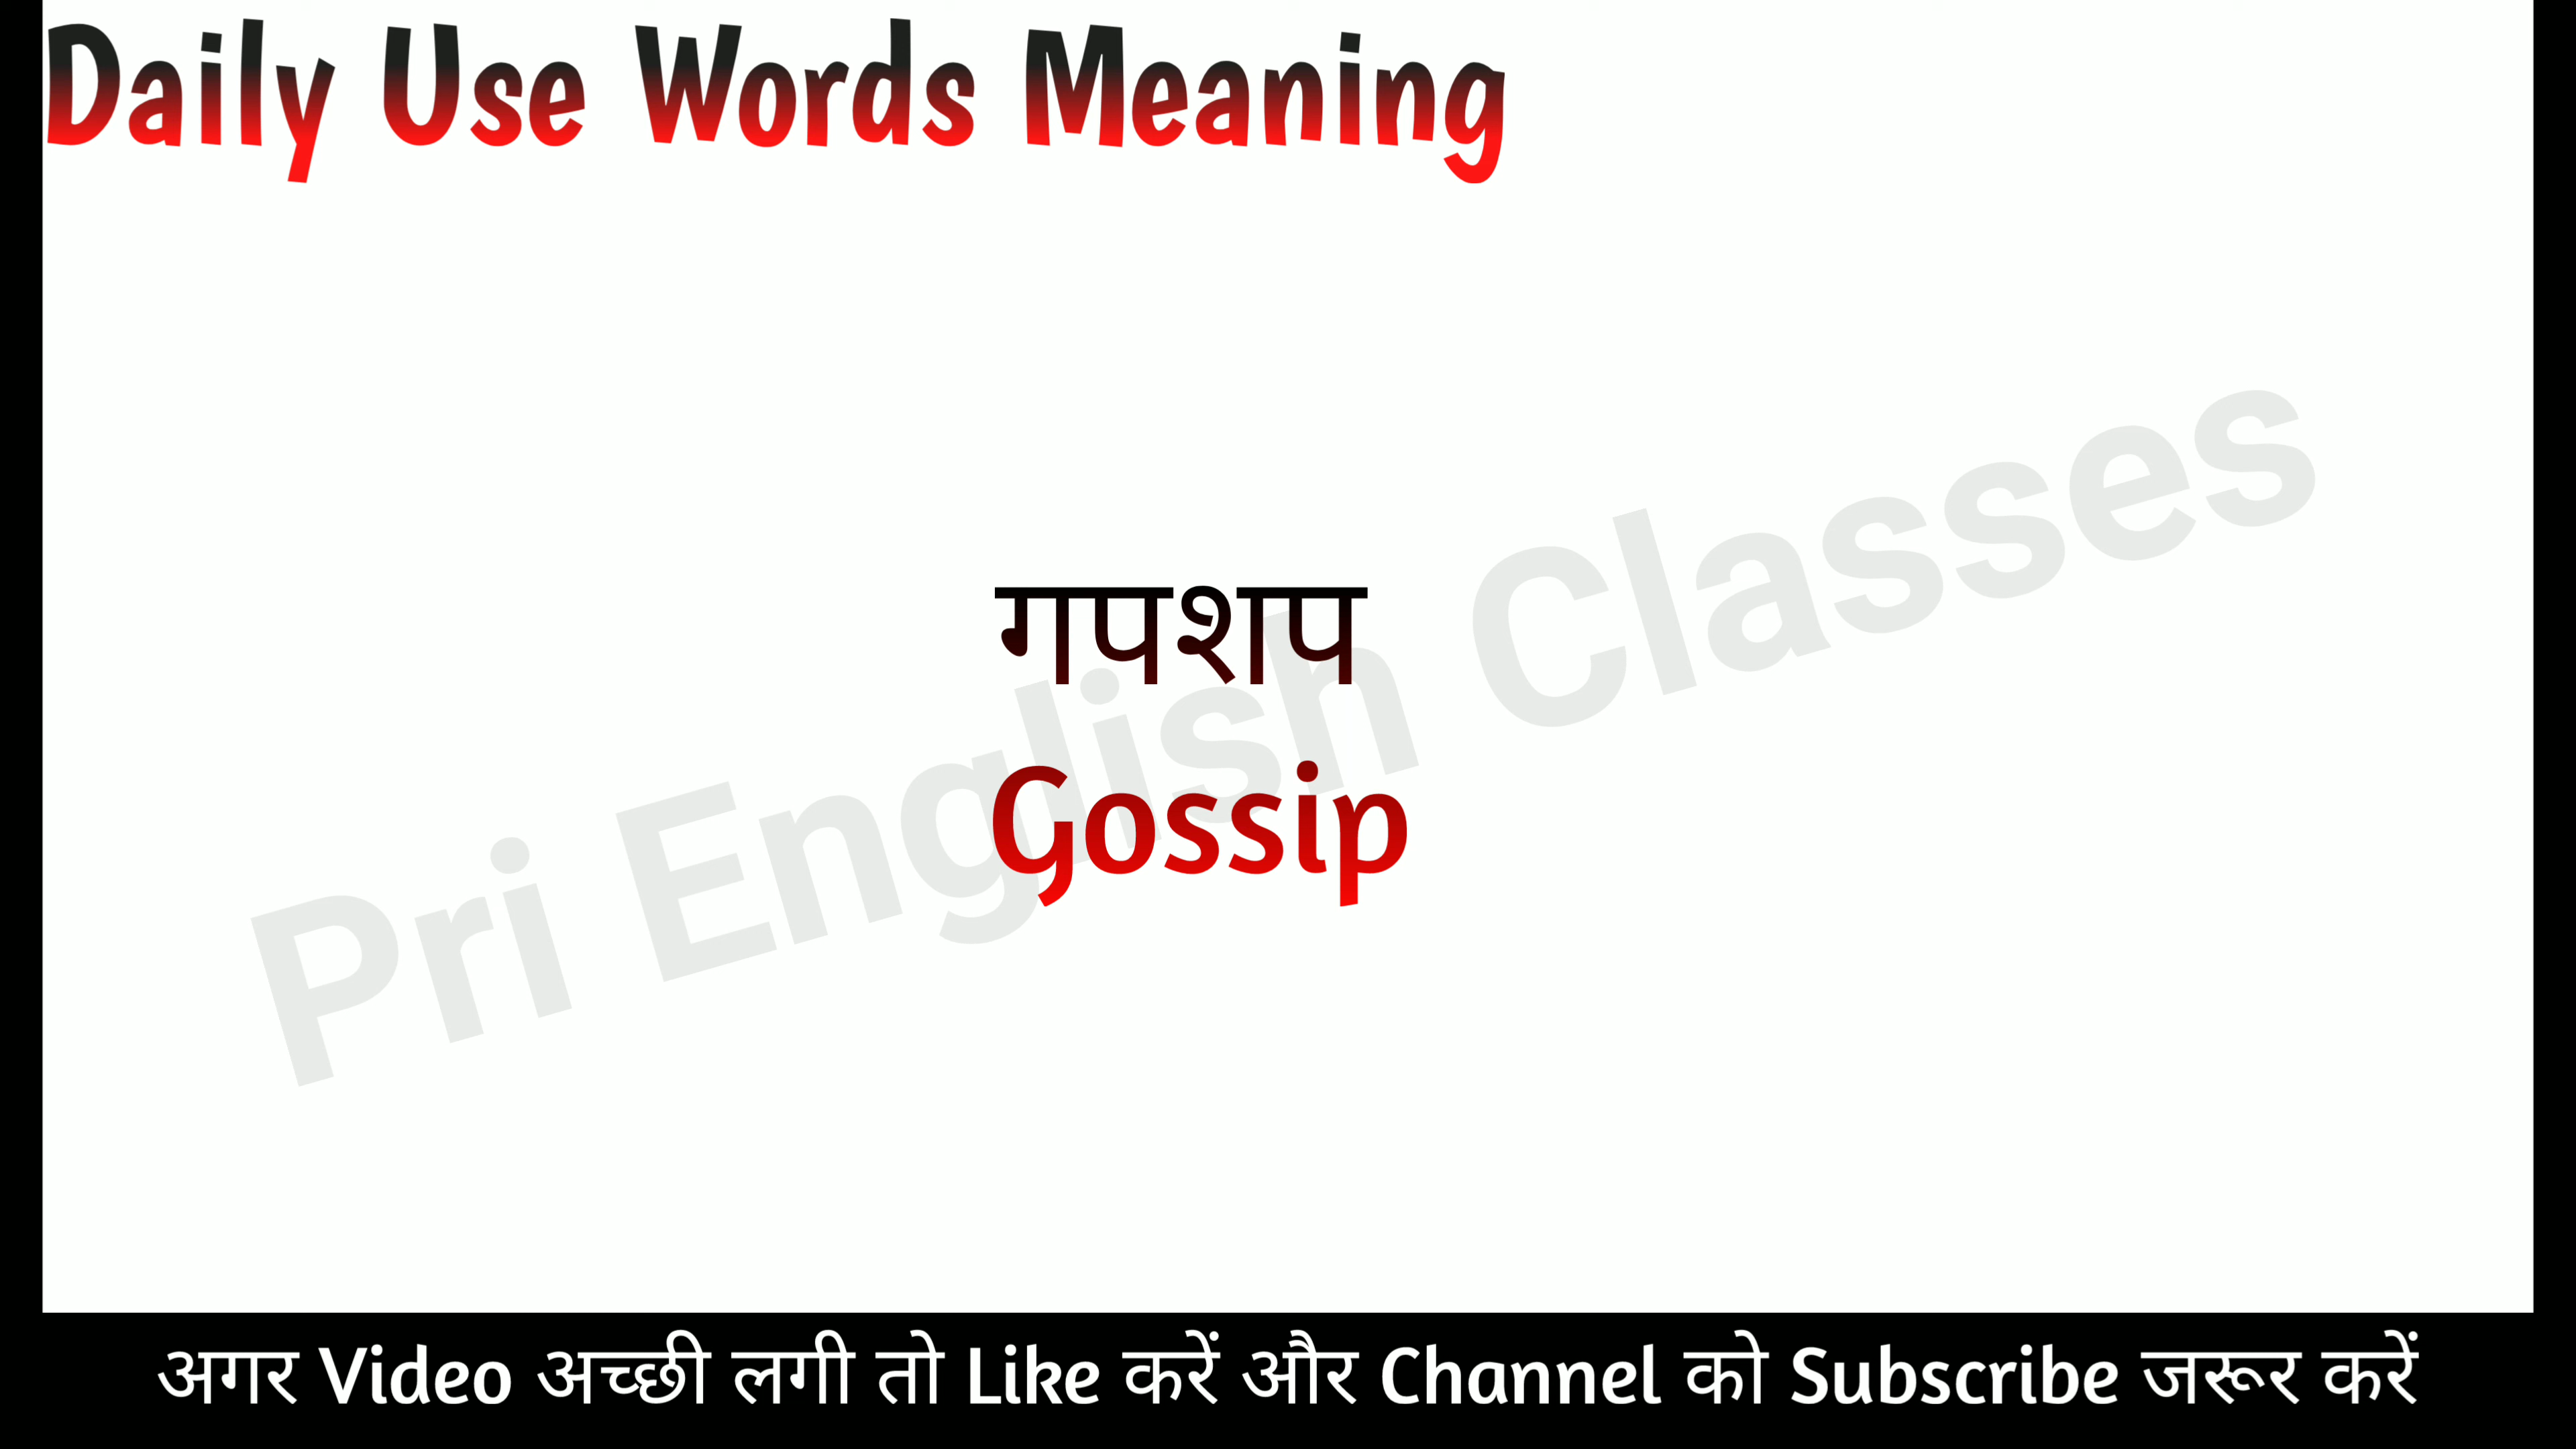 Daily Use Words Meaning
गपशप
Gossip
Pri English Classes
अगर Video अच्छी लगी तो Like करें और Channel को Subscribe जरूर करें